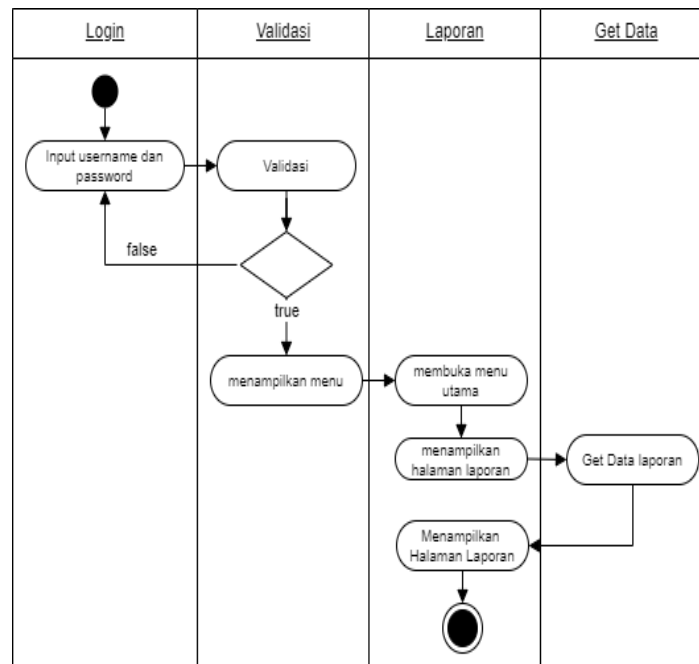 Login
Validasi
Laporan
Get Data
Input username dan
password
Validasi
false
true
menampilkan menu
membuka menu
utama
menampilkan
halaman laporan
Get Data laporan
Menampilkan
Halaman Laporan